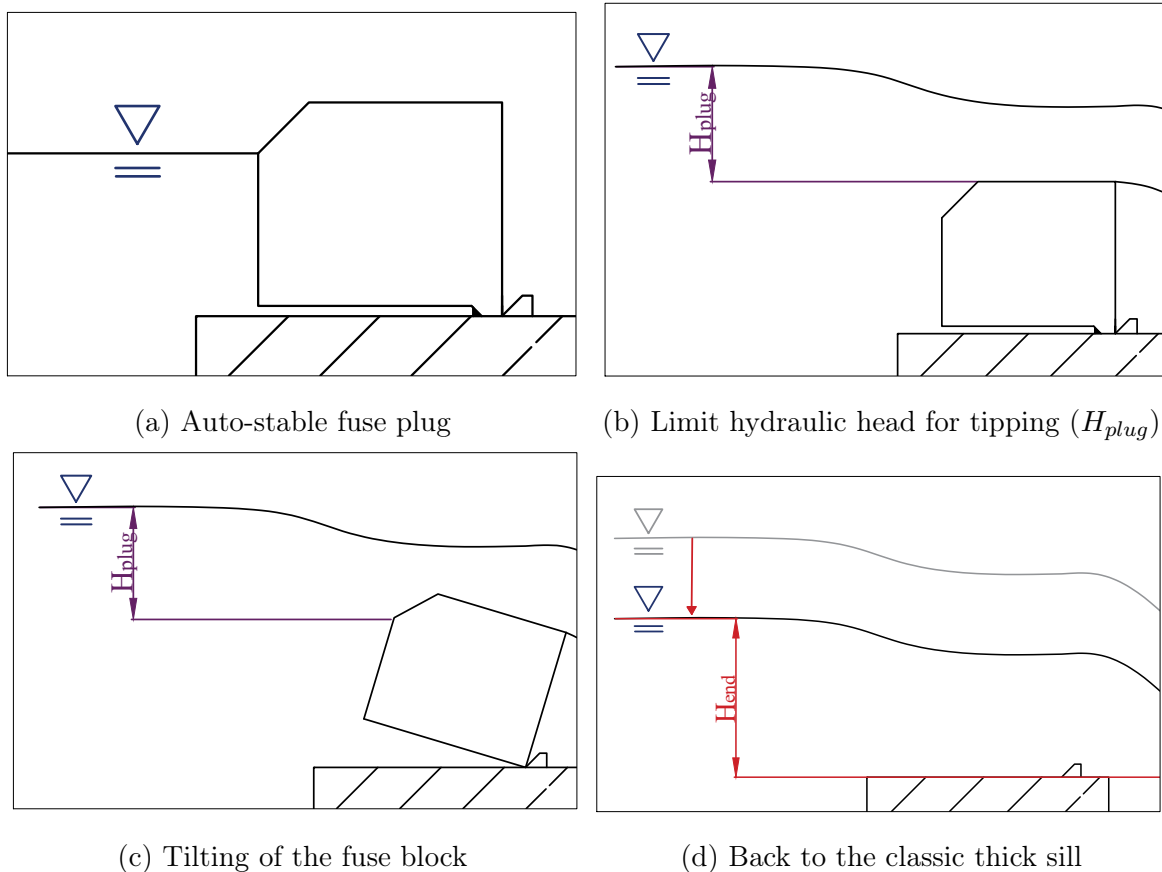 Hplug
(a) Auto-stable fuse plug
(b) Limit hydraulic head for tipping (Hplug)
Hplug
Hend
(c) Tilting of the fuse block
(d) Back to the classic thick sill